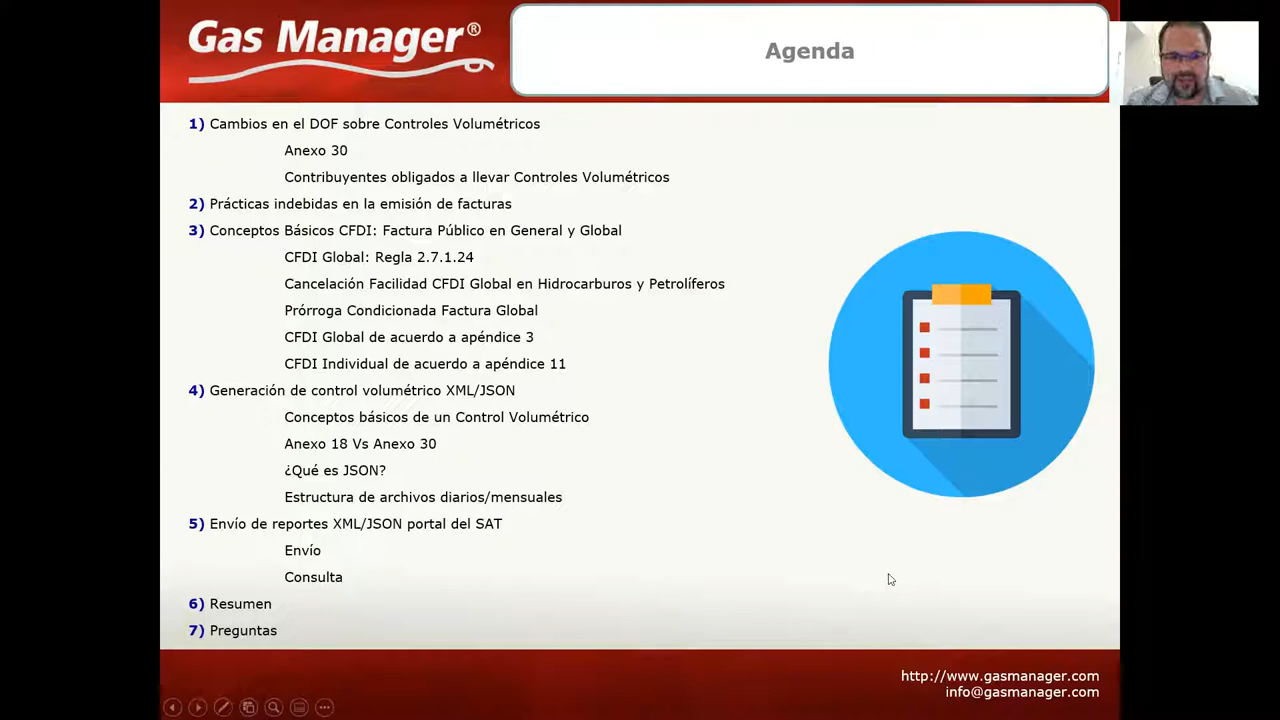 Gas Manager®
Agenda
1) Cambios en el DOF sobre Controles Volumétricos
Anexo 30
Contribuyentes obligados a llevar Controles Volumétricos
2) Prácticas indebidas en la emisión de facturas
3) Conceptos Básicos CFDI: Factura Público en General y Global
CFDI Global: Regla 2.7.1.24
Cancelación Facilidad CFDI Global en Hidrocarburos y Petrolíferos
Prórroga Condicionada Factura Global
CFDI Global de acuerdo a apéndice 3
CFDI Individual de acuerdo a apéndice 11
4) Generación de control volumétrico XML/JSON
Conceptos básicos de un Control Volumétrico
Anexo 18 Vs Anexo 30
¿Qué es JSON?
Estructura de archivos diarios/mensuales
5) Envío de reportes XML/JSON portal del SAT
Envío
Consulta
6) Resumen
7) Preguntas
http://www.gasmanager.com
info@gasmanager.com